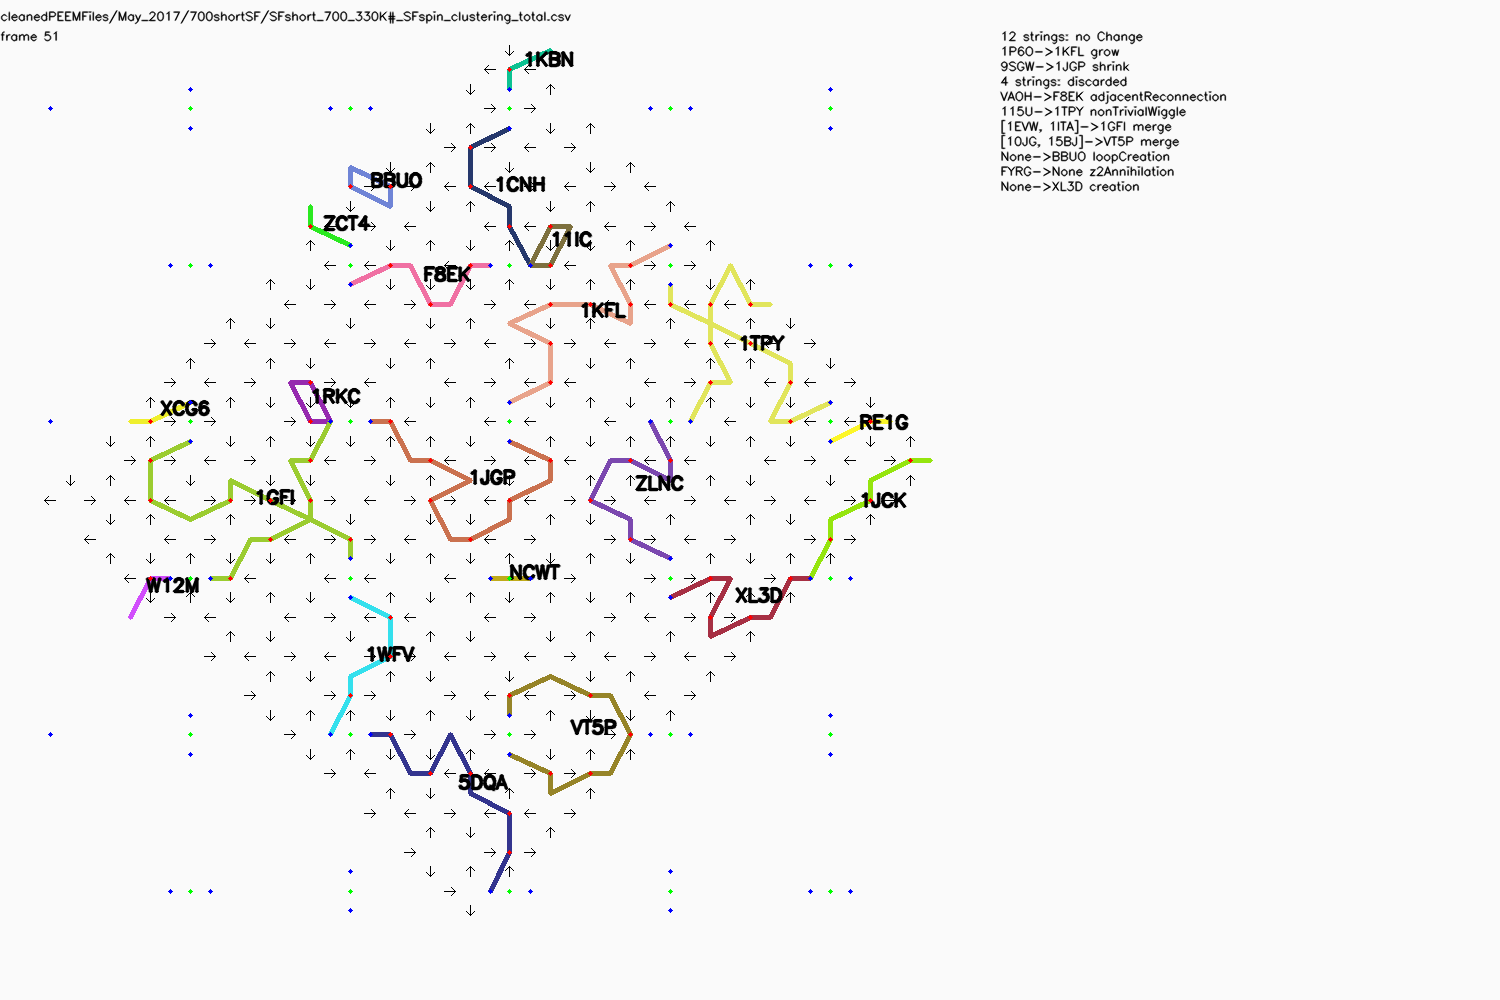 cleanedPEEMFiles/May_2017/700shortSF/SFshort_700_330K#_SFspin_clustering_total.csv
frame 51
12 strings: no Change
1P6O->1KFL grow
9SGW->1JGP shrink
4 strings: discarded
VA0H->F8EK adjacentReconnection
115U->1TPY nonTrivialWiggle
[1EVW, 1ITA]->1GFI merge
[10JG, 15BJ]->VT5P merge
None->BBUO loopCreation
FYRG->None z2Annihilation
None->XL3D creation
1KBN
BBUO
1CNH
ZCT4
11IC
F8EK
1KFL
1TPY
1RKC
XCG6
RE1G
1JGP
ZLNC
1GFI
1JCK
NCWT
W12M
XL3D
1WFV
VT5P
5DQA